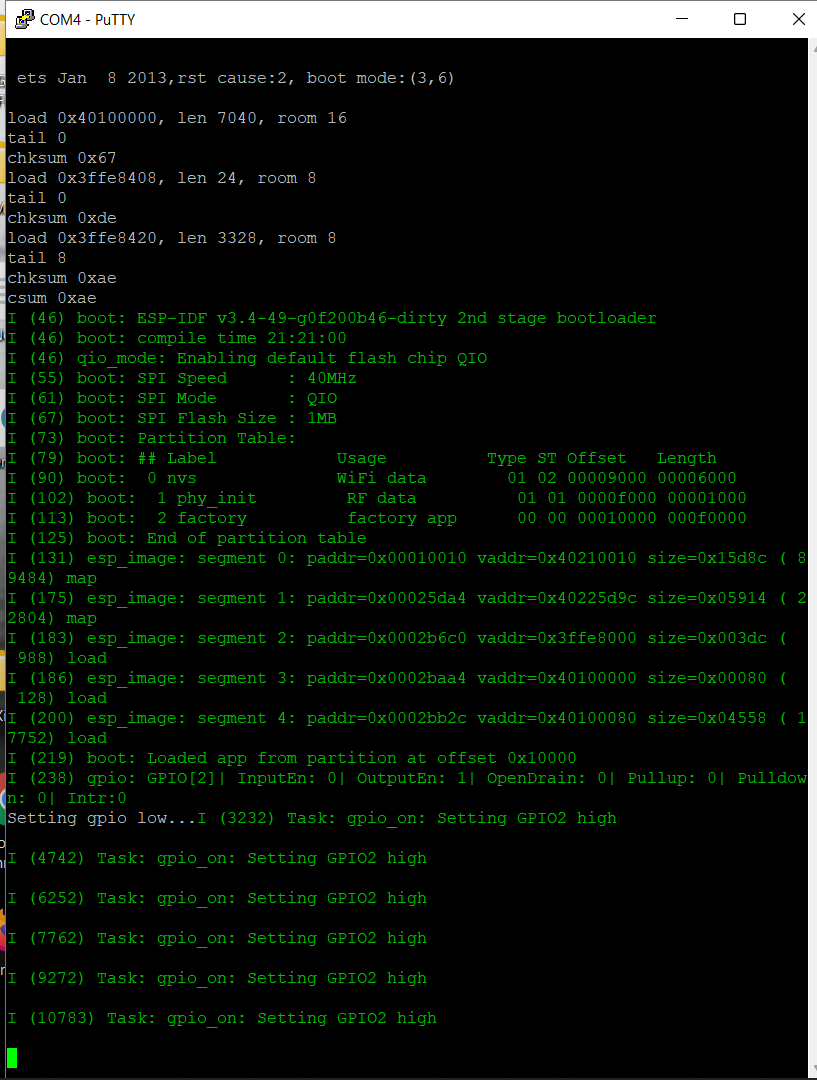 COM4 - PuTTY
ets Jan  8 2013,rst cause:2, boot mode:(3,6)
load 0x40100000, len 7040, room 16
tail 0
chksum 0x67
load 0x3ffe8408, len 24, room 8
tail 0
chksum 0xde
load 0x3ffe8420, len 3328, room 8
tail 8
chksum 0xae
csum 0xae
I (46) boot: ESP-IDF v3.4-49-g0f200b46-dirty 2nd stage bootloader
I (46) boot: compile time 21:21:00
I (46) qio_mode: Enabling default flash chip QIO
I (55) boot: SPI Speed      : 40MHz
I (61) boot: SPI Mode       : QIO
I (67) boot: SPI Flash Size : 1MB
I (73) boot: Partition Table:
I (79) boot: ## Label            Usage          Type ST Offset   Length
I (90) boot:  0 nvs              WiFi data        01 02 00009000 00006000
I (102) boot:  1 phy_init         RF data          01 01 0000f000 00001000
I (113) boot:  2 factory          factory app      00 00 00010000 000f0000
I (125) boot: End of partition table
I (131) esp_image: segment 0: paddr=0x00010010 vaddr=0x40210010 size=0x15d8c ( 8
9484) map
I (175) esp_image: segment 1: paddr=0x00025da4 vaddr=0x40225d9c size=0x05914 ( 2
2804) map
I (183) esp_image: segment 2: paddr=0x0002b6c0 vaddr=0x3ffe8000 size=0x003dc (
 988) load
I (186) esp_image: segment 3: paddr=0x0002baa4 vaddr=0x40100000 size=0x00080 (
 128) load
I (200) esp_image: segment 4: paddr=0x0002bb2c vaddr=0x40100080 size=0x04558 ( 1
7752) load
I (219) boot: Loaded app from partition at offset 0x10000
I (238) gpio: GPIO[2]| InputEn: 0| OutputEn: 1| OpenDrain: 0| Pullup: 0| Pulldow
n: 0| Intr:0
Setting gpio low...I (3232) Task: gpio_on: Setting GPIO2 high
I (4742) Task: gpio_on: Setting GPIO2 high
I (6252) Task: gpio_on: Setting GPIO2 high
I (7762) Task: gpio_on: Setting GPIO2 high
I (9272) Task: gpio_on: Setting GPIO2 high
I (10783) Task: gpio_on: Setting GPIO2 high